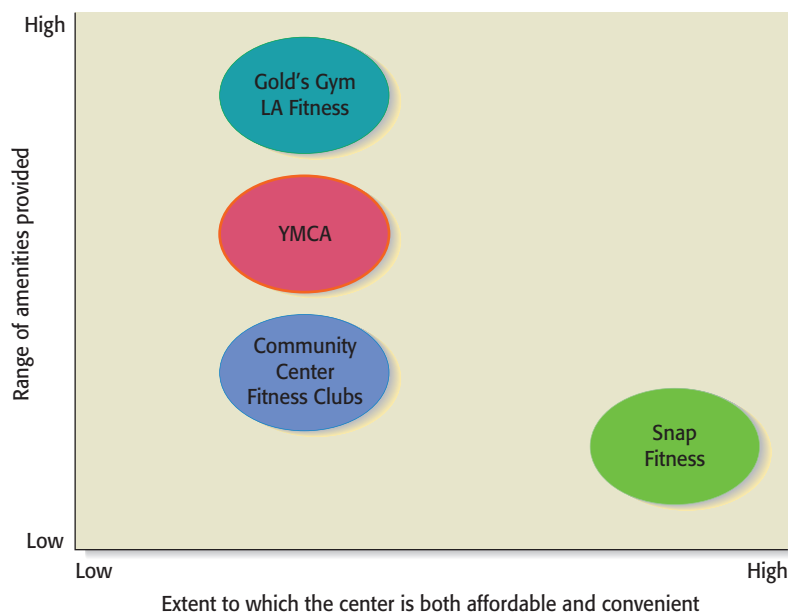 High
Gold's Gym
LA Fitness
YMCA
Community
Center
Fitness Clubs
Snap
Fitness
Range of amenities provided
Low
Low
High
Extent to which the center is both affordable and convenient